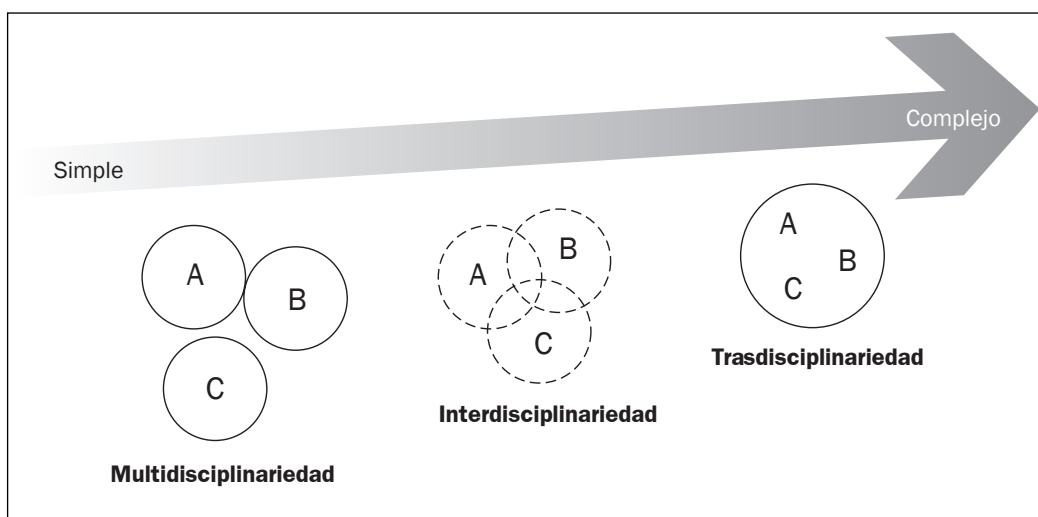 Complejo
Simple
A
B
C
Multidisciplinariedad
A
B
C
Interdisciplinariedad
A
B
C
Trasdisciplinariedad